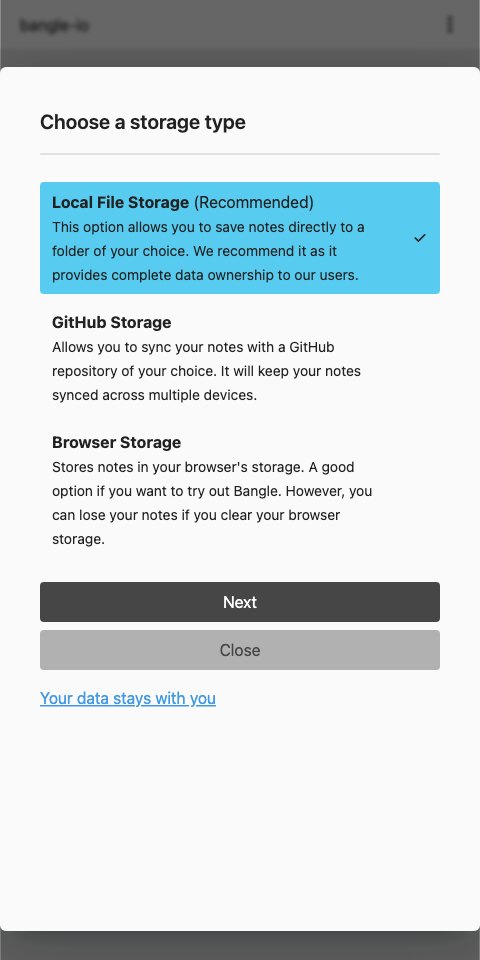 bangle-io
Choose a storage type
Local File Storage (Recommended)
This option allows you to save notes directly to a
folder of your choice. We recommend it as it
provides complete data ownership to our users.
GitHub Storage
Allows you to sync your notes with a GitHub
repository of your choice. It will keep your notes
synced across multiple devices.
Browser Storage
Stores notes in your browser's storage. A good
option if you want to try out Bangle. However, you
can lose your notes if you clear your browser
storage.
Next
Close
Your data stays with you